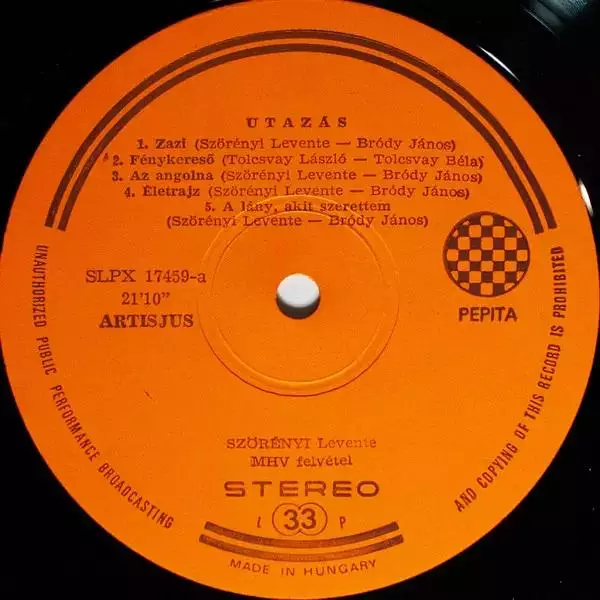 UTAZÁS
1. Zazi (Szörényi Levente — Bródy János)
2. Fénykereső (Tolcsvay László — Tolcsvay Béla)
3. Az angolna (Szörényi Levente — Bródy János)
4. Életrajz (Szörényi Levente — Bródy János)
5. A lány, akit szerettem
(Szörényi Levente — Bródy János)
SLPX 17459-a
21'10"
ARTISJUS
PEPITA
SZÖRÉNYI Levente
MHV felvétel
STEREO
L 33 P
MADE IN HUNGARY
UNAUTHORIZED PUBLIC PERFORMANCE BROADCASTING
AND COPYING OF THIS RECORD IS PROHIBITED